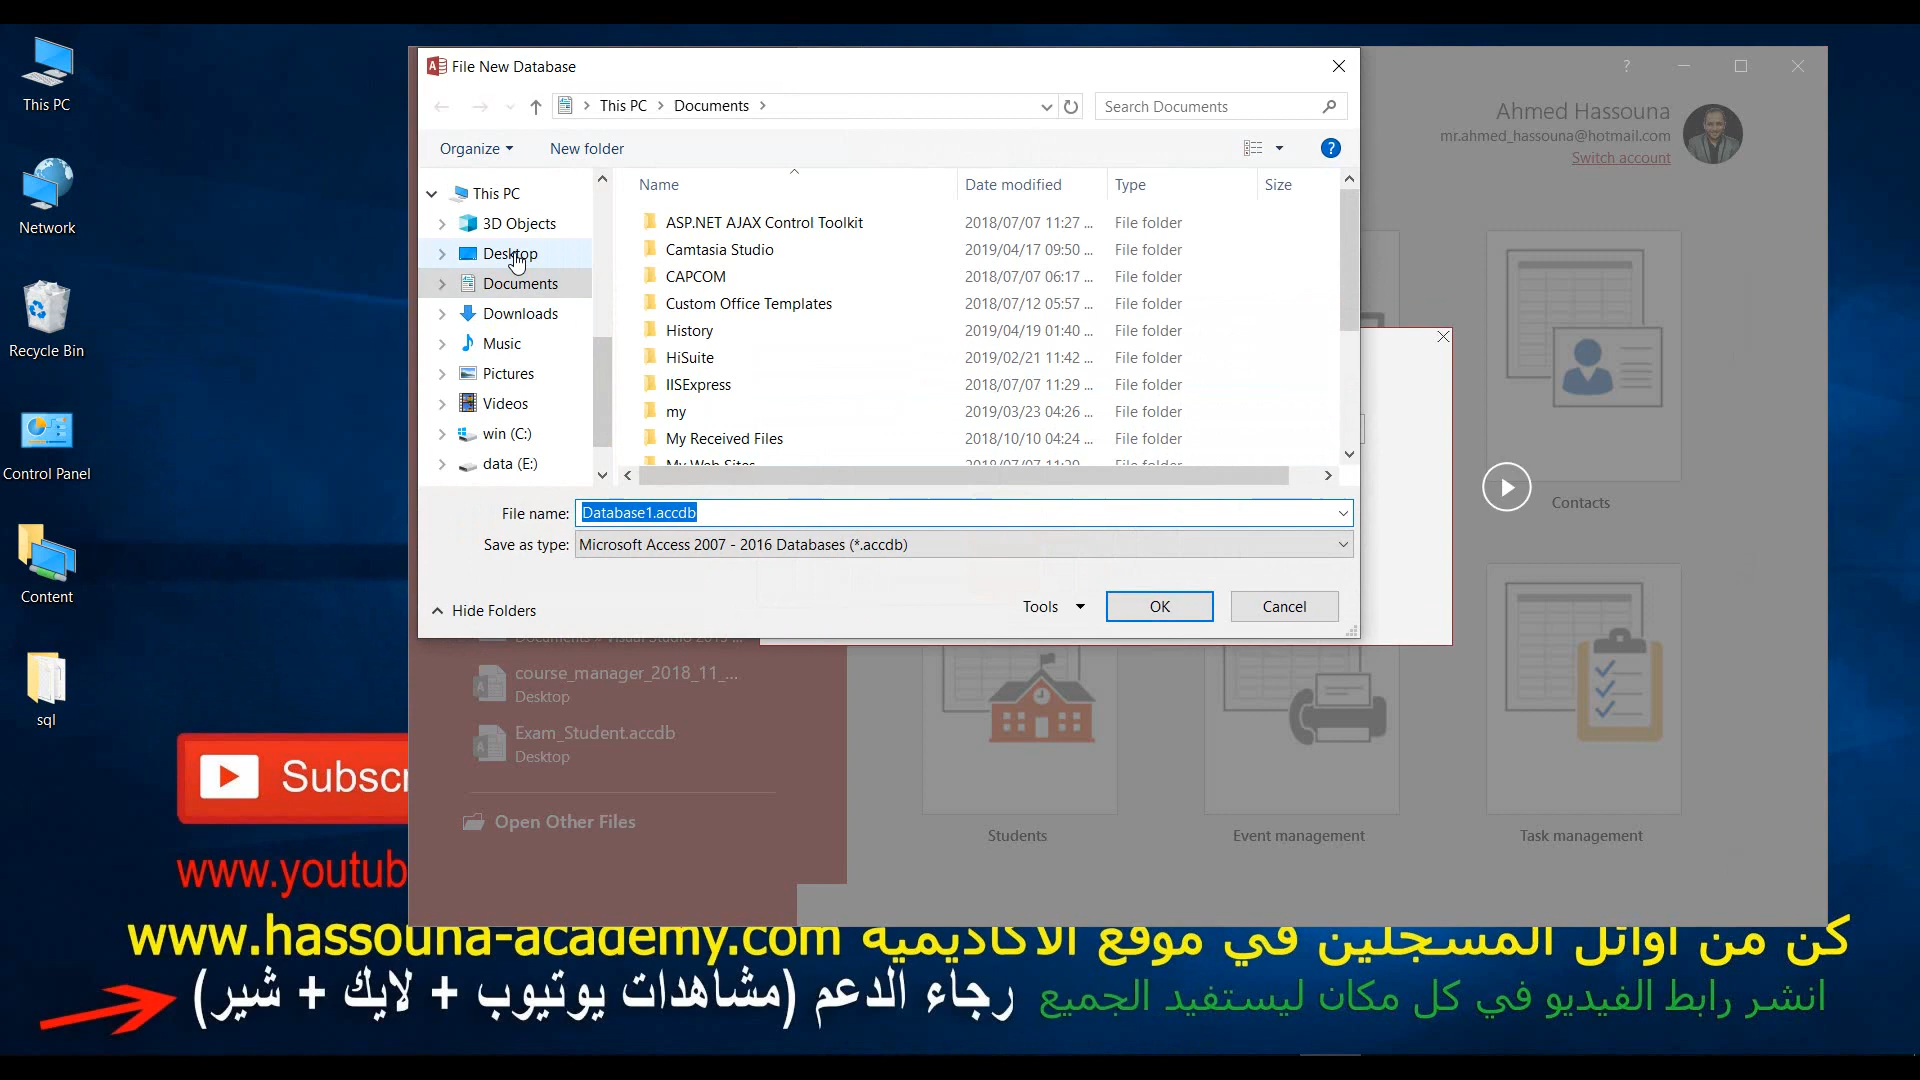 This PC
Network
Recycle Bin
Control Panel
Content
sql
File New Database
This PC
Documents
Search Documents
Organize
New folder
This PC
3D Objects
Desktop
Documents
Downloads
Music
Pictures
Videos
win (C:)
data (E:)
Name Date modified Type Size
ASP.NET AJAX Control Toolkit 2018/07/07 11:27 ... File folder
Camtasia Studio 2019/04/17 09:50 ... File folder
CAPCOM 2018/07/07 06:17 ... File folder
Custom Office Templates 2018/07/12 05:57 ... File folder
History 2019/04/19 01:40 ... File folder
HiSuite 2019/02/21 11:42 ... File folder
IISExpress 2018/07/07 11:29 ... File folder
my 2019/03/23 04:26 ... File folder
My Received Files 2018/10/10 04:24 ... File folder
My Web Sites 2018/07/07 11:29 ... File folder
File name: Database1.accdb
Save as type: Microsoft Access 2007 - 2016 Databases (*.accdb)
Hide Folders
Tools
OK
Cancel
Ahmed Hassouna
mr.ahmed_hassouna@hotmail.com
Switch account
Contacts
course_manager_2018_11_...
Desktop
Exam_Student.accdb
Desktop
Open Other Files
Students
Event management
Task management
Subscr
www.youtub
www.hassouna-academy.com كن من اوائل المسجلين في موقع الاكاديمية
انشر رابط الفيديو في كل مكان ليستفيد الجميع
رجاء الدعم (مشاهدات يوتيوب + لايك + شير)